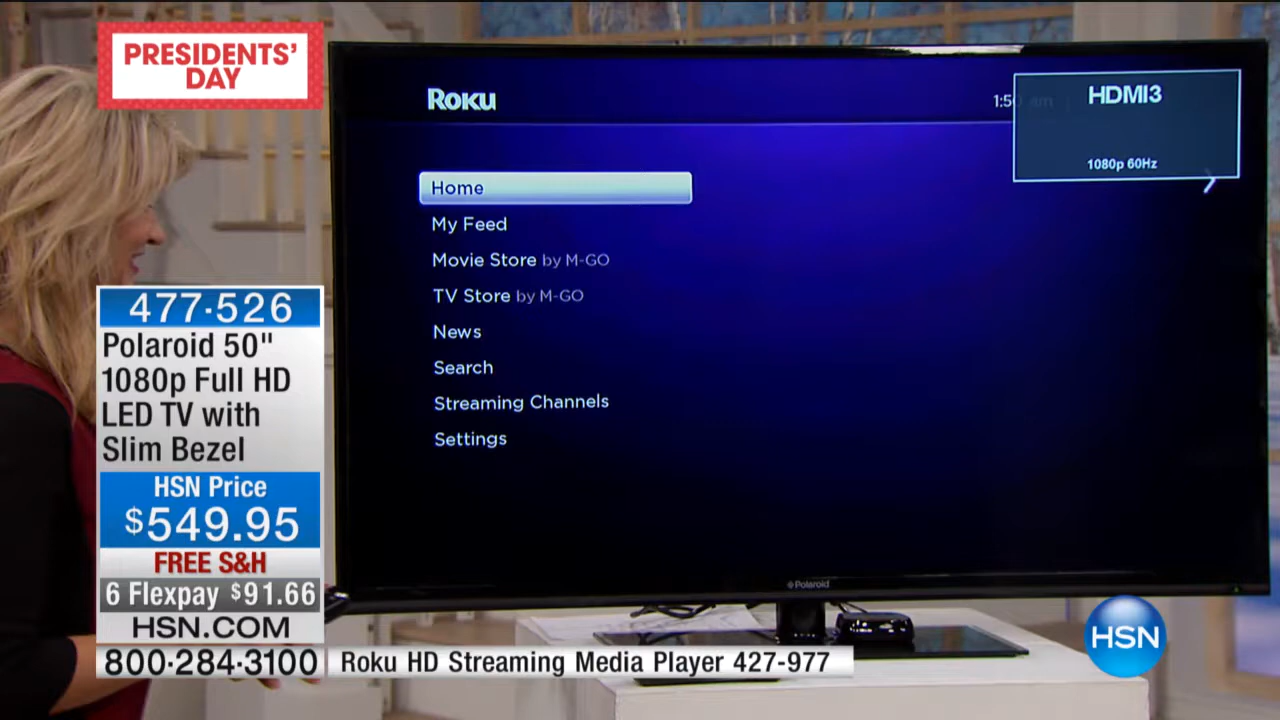 PRESIDENTS'
DAY
477-526
Polaroid 50"
1080p Full HD
LED TV with
Slim Bezel
HSN Price
$549.95
FREE S&H
6 Flexpay $91.66
HSN.COM
800-284-3100
Roku HD Streaming Media Player 427-977
HSN
Roku
HDMI3
1080p 60Hz
Home
My Feed
Movie Store by M-GO
TV Store by M-GO
News
Search
Streaming Channels
Settings
Polaroid